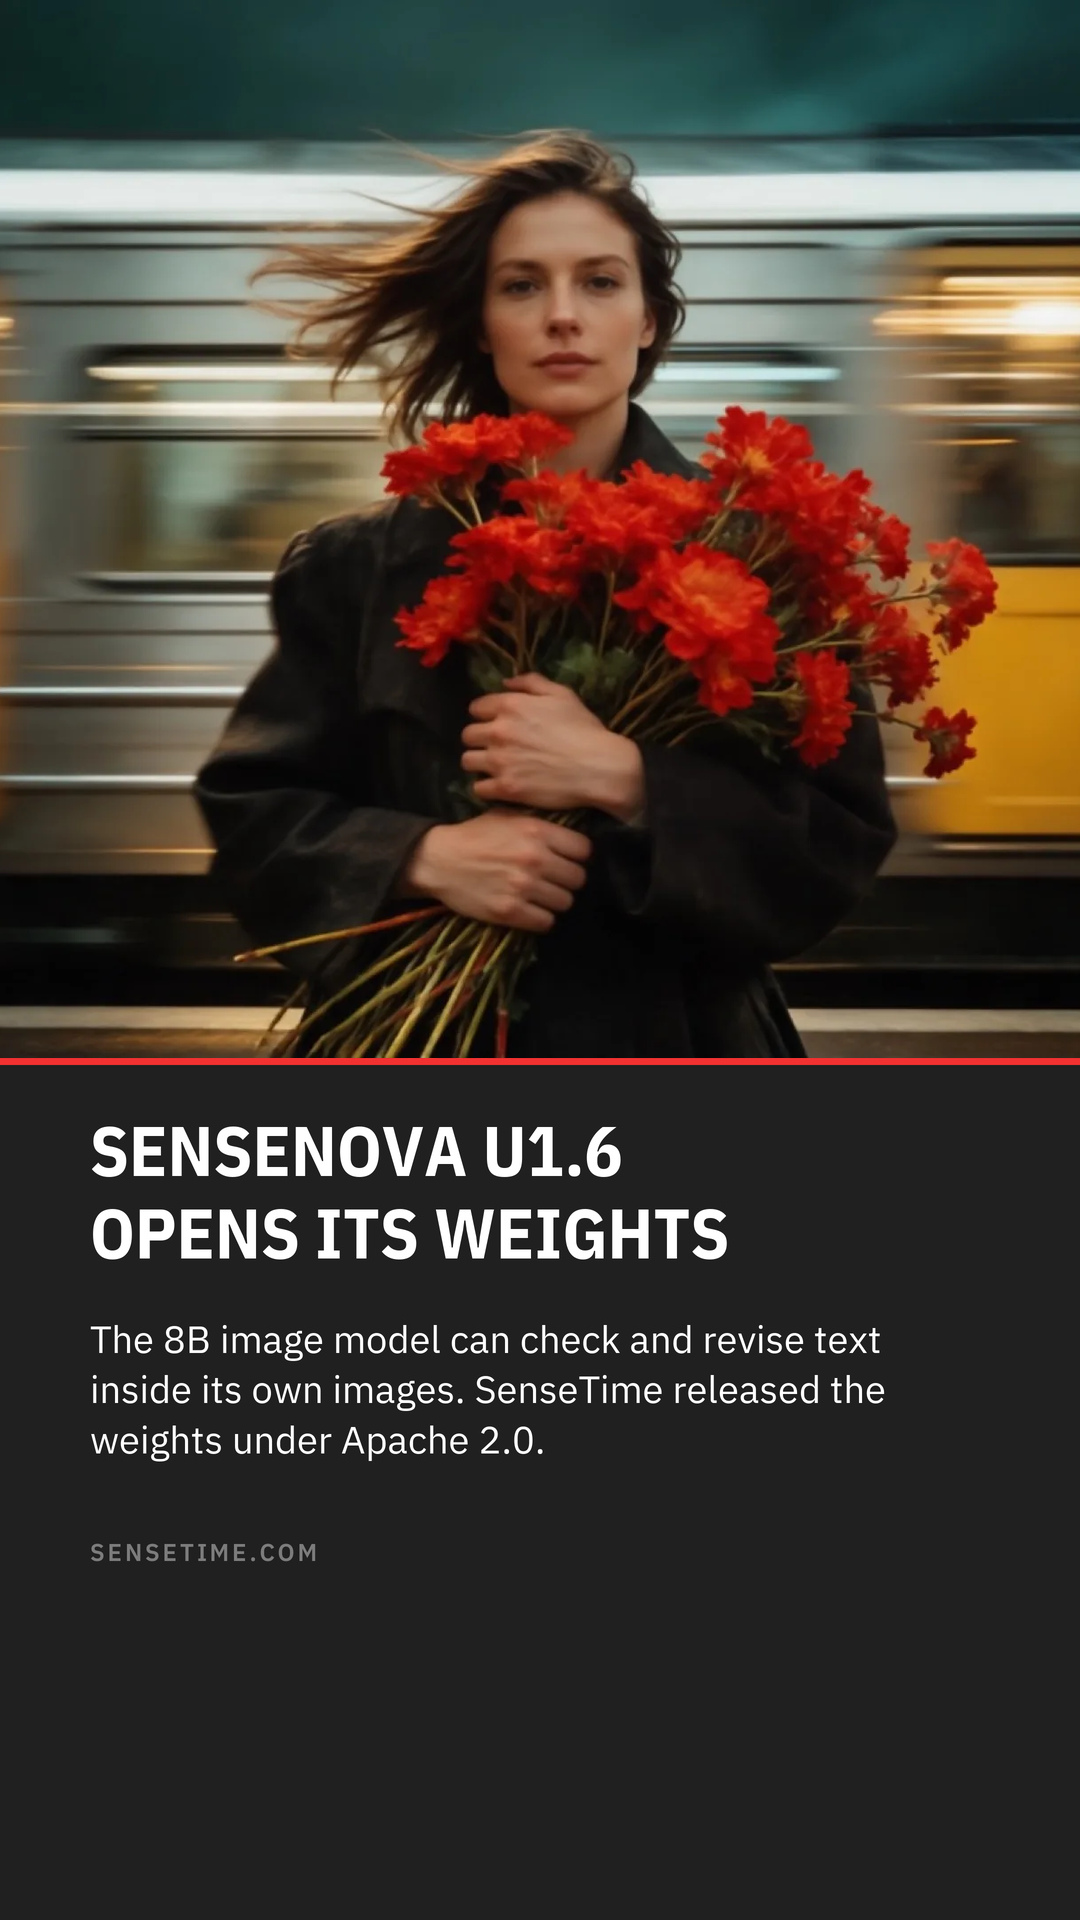 SENSENOVA U1.6
OPENS ITS WEIGHTS
The 8B image model can check and revise text
inside its own images. SenseTime released the
weights under Apache 2.0.
SENSETIME.COM